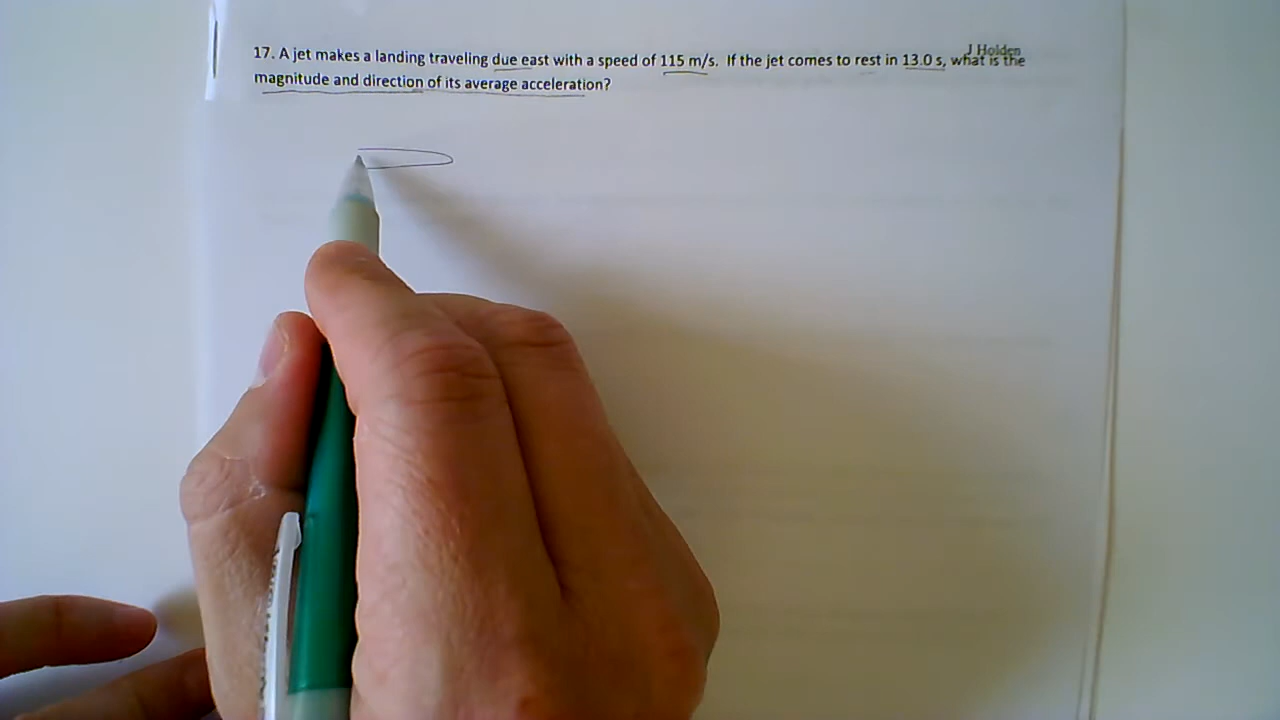 J Holden
17. A jet makes a landing traveling due east with a speed of 115 m/s. If the jet comes to rest in 13.0 s, what is the
magnitude and direction of its average acceleration?